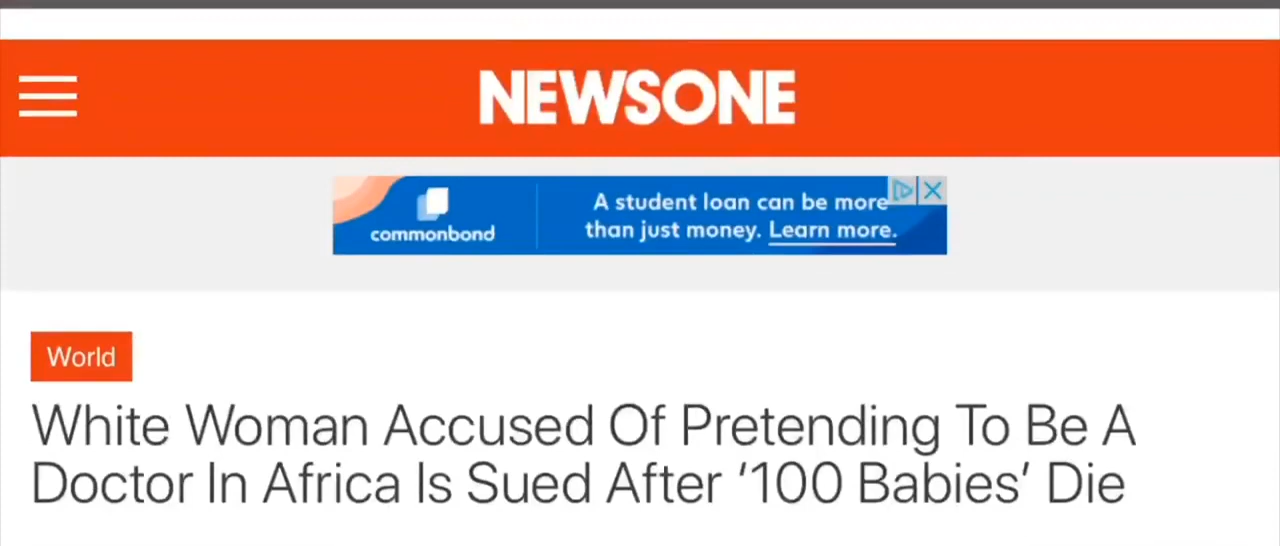 NEWSONE
commonbond
A student loan can be more
than just money. Learn more.
World
White Woman Accused Of Pretending To Be A
Doctor In Africa Is Sued After ‘100 Babies’ Die